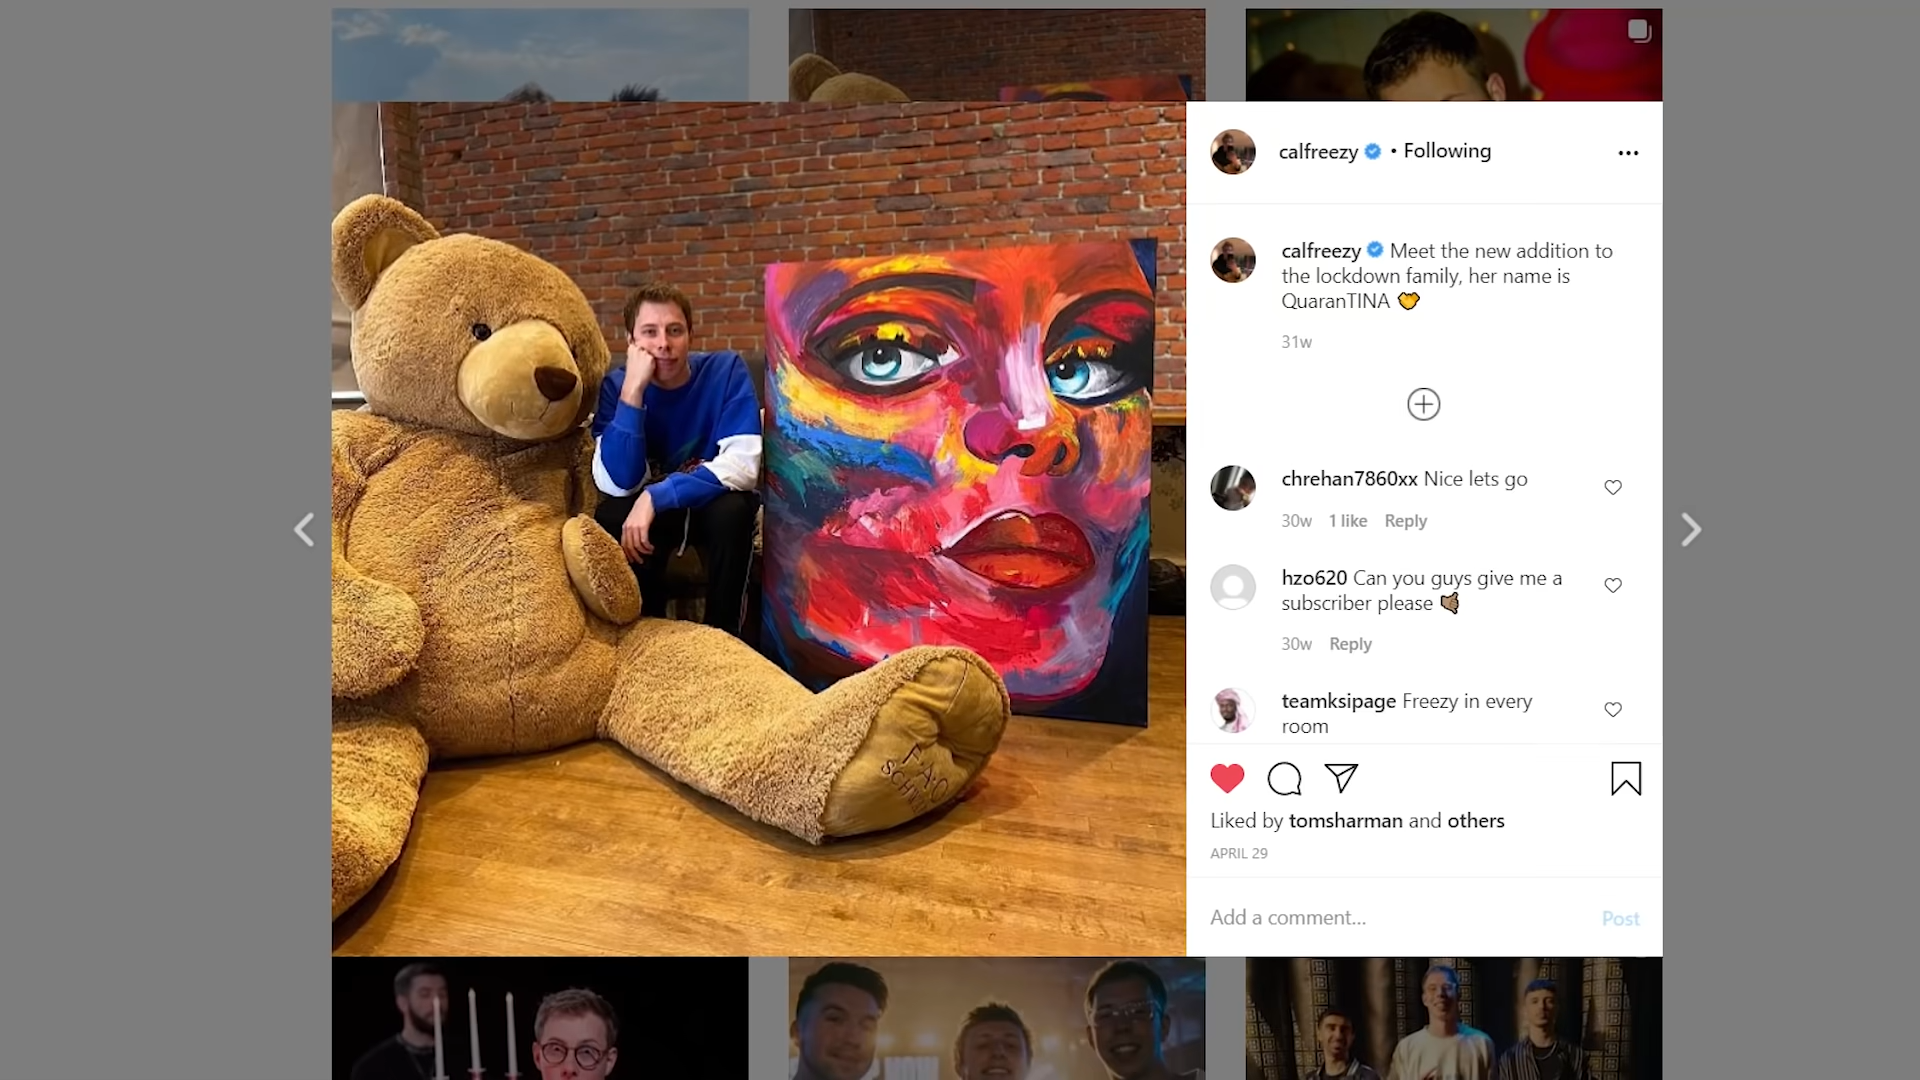 calfreezy • Following
calfreezy Meet the new addition to
the lockdown family, her name is
QuaranTINA
31w
chrehan7860xx Nice lets go
30w 1 like Reply
hzo620 Can you guys give me a
subscriber please
30w Reply
teamksipage Freezy in every
room
Liked by tomsharman and others
APRIL 29
Add a comment...
Post
F·A·O